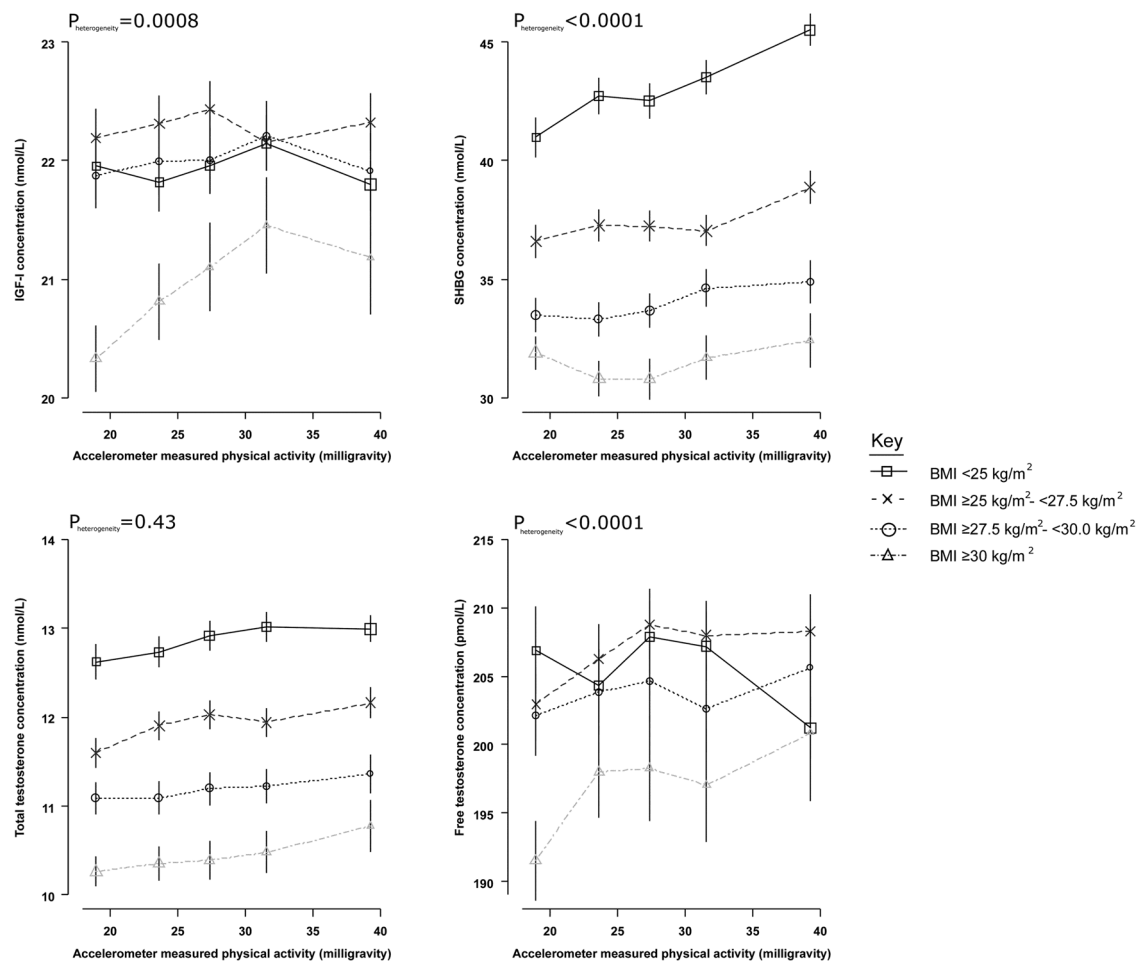 P heterogeneity =0.0008
23
22
21
20
IGF-I concentration (nmol/L)
20 25 30 35 40
Accelerometer measured physical activity (milligravity)
P heterogeneity <0.0001
45
40
35
30
SHBG concentration (nmol/L)
20 25 30 35 40
Accelerometer measured physical activity (milligravity)
Key
BMI <25 kg/m²
BMI ≥25 kg/m²- <27.5 kg/m²
BMI ≥27.5 kg/m²- <30.0 kg/m²
BMI ≥30 kg/m²
P heterogeneity =0.43
14
13
12
11
10
Total testosterone concentration (nmol/L)
20 25 30 35 40
Accelerometer measured physical activity (milligravity)
P heterogeneity <0.0001
215
210
205
200
195
190
Free testosterone concentration (pmol/L)
20 25 30 35 40
Accelerometer measured physical activity (milligravity)